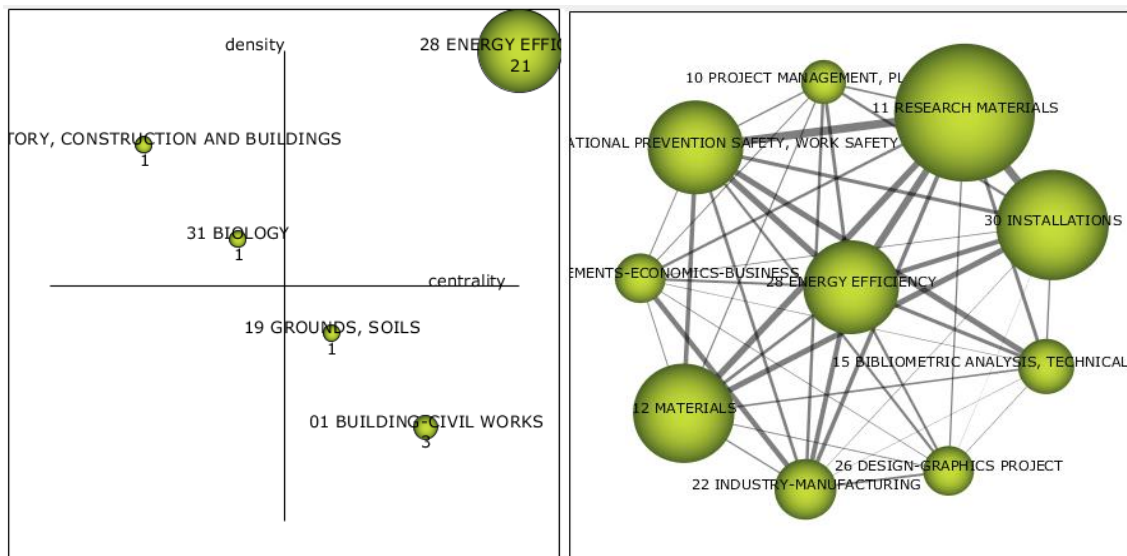 density
28 ENERGY EFFIC
21
TORY, CONSTRUCTION AND BUILDINGS
1
31 BIOLOGY
1
centrality
19 GROUNDS, SOILS
1
01 BUILDING-CIVIL WORKS
3
10 PROJECT MANAGEMENT, PL
11 RESEARCH MATERIALS
ATIONAL PREVENTION SAFETY, WORK SAFETY
30 INSTALLATIONS
EMENTS-ECONOMICS-BUSINESS
28 ENERGY EFFICIENCY
15 BIBLIOMETRIC ANALYSIS, TECHNICAL
12 MATERIALS
26 DESIGN-GRAPHICS PROJECT
22 INDUSTRY-MANUFACTURING